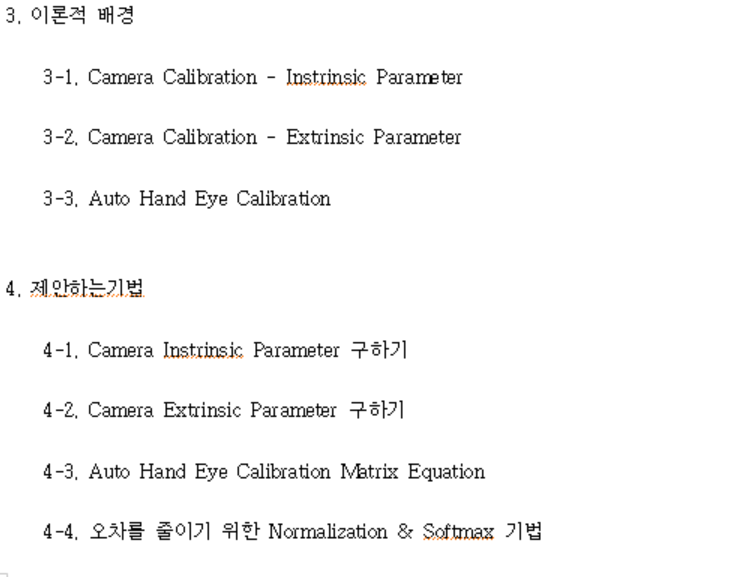 3. 이론적 배경
3-1. Camera Calibration - Instrinsic Parameter
3-2. Camera Calibration - Extrinsic Parameter
3-3. Auto Hand Eye Calibration
4. 제안하는기법
4-1. Camera Instrinsic Parameter 구하기
4-2. Camera Extrinsic Parameter 구하기
4-3. Auto Hand Eye Calibration Matrix Equation
4-4. 오차를 줄이기 위한 Normalization & Softmax 기법